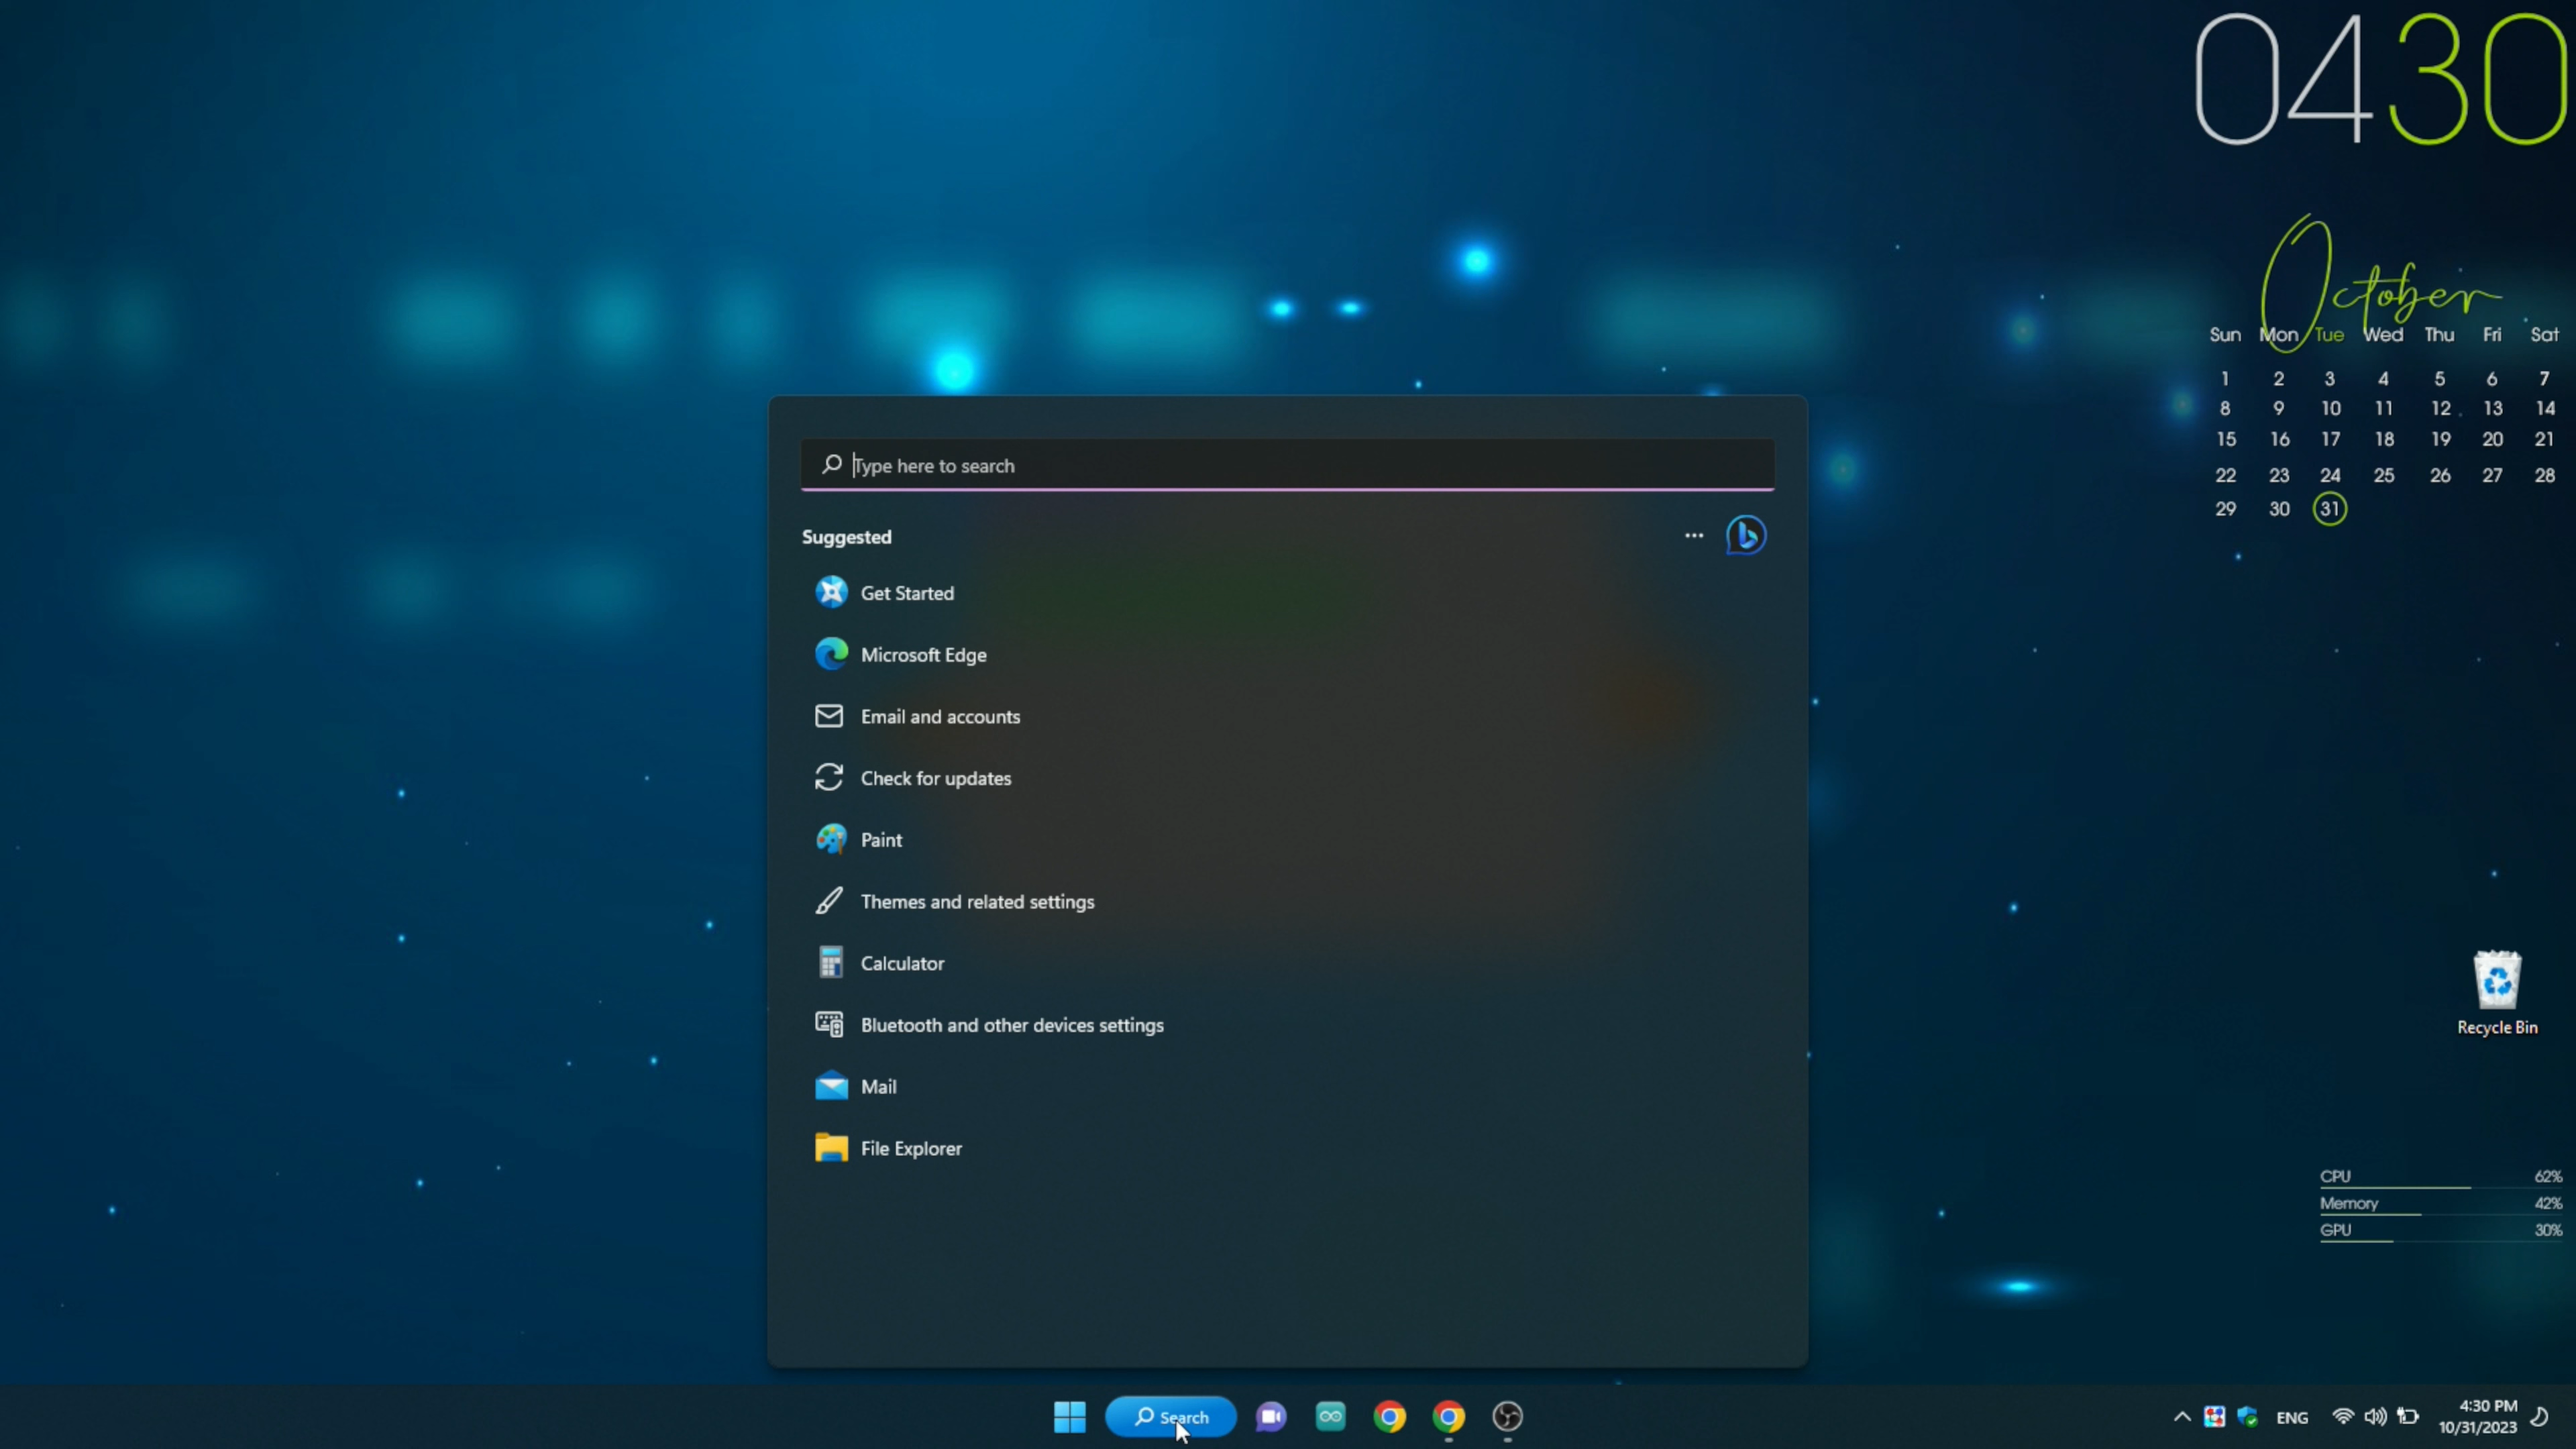 0430
October
Sun Mon Tue Wed Thu Fri Sat
1 2 3 4 5 6 7
8 9 10 11 12 13 14
15 16 17 18 19 20 21
22 23 24 25 26 27 28
29 30 31
Type here to search
Suggested
Get Started
Microsoft Edge
Email and accounts
Check for updates
Paint
Themes and related settings
Calculator
Bluetooth and other devices settings
Mail
File Explorer
Recycle Bin
CPU 62%
Memory 42%
GPU 30%
Search
ENG
4:30 PM
10/31/2023